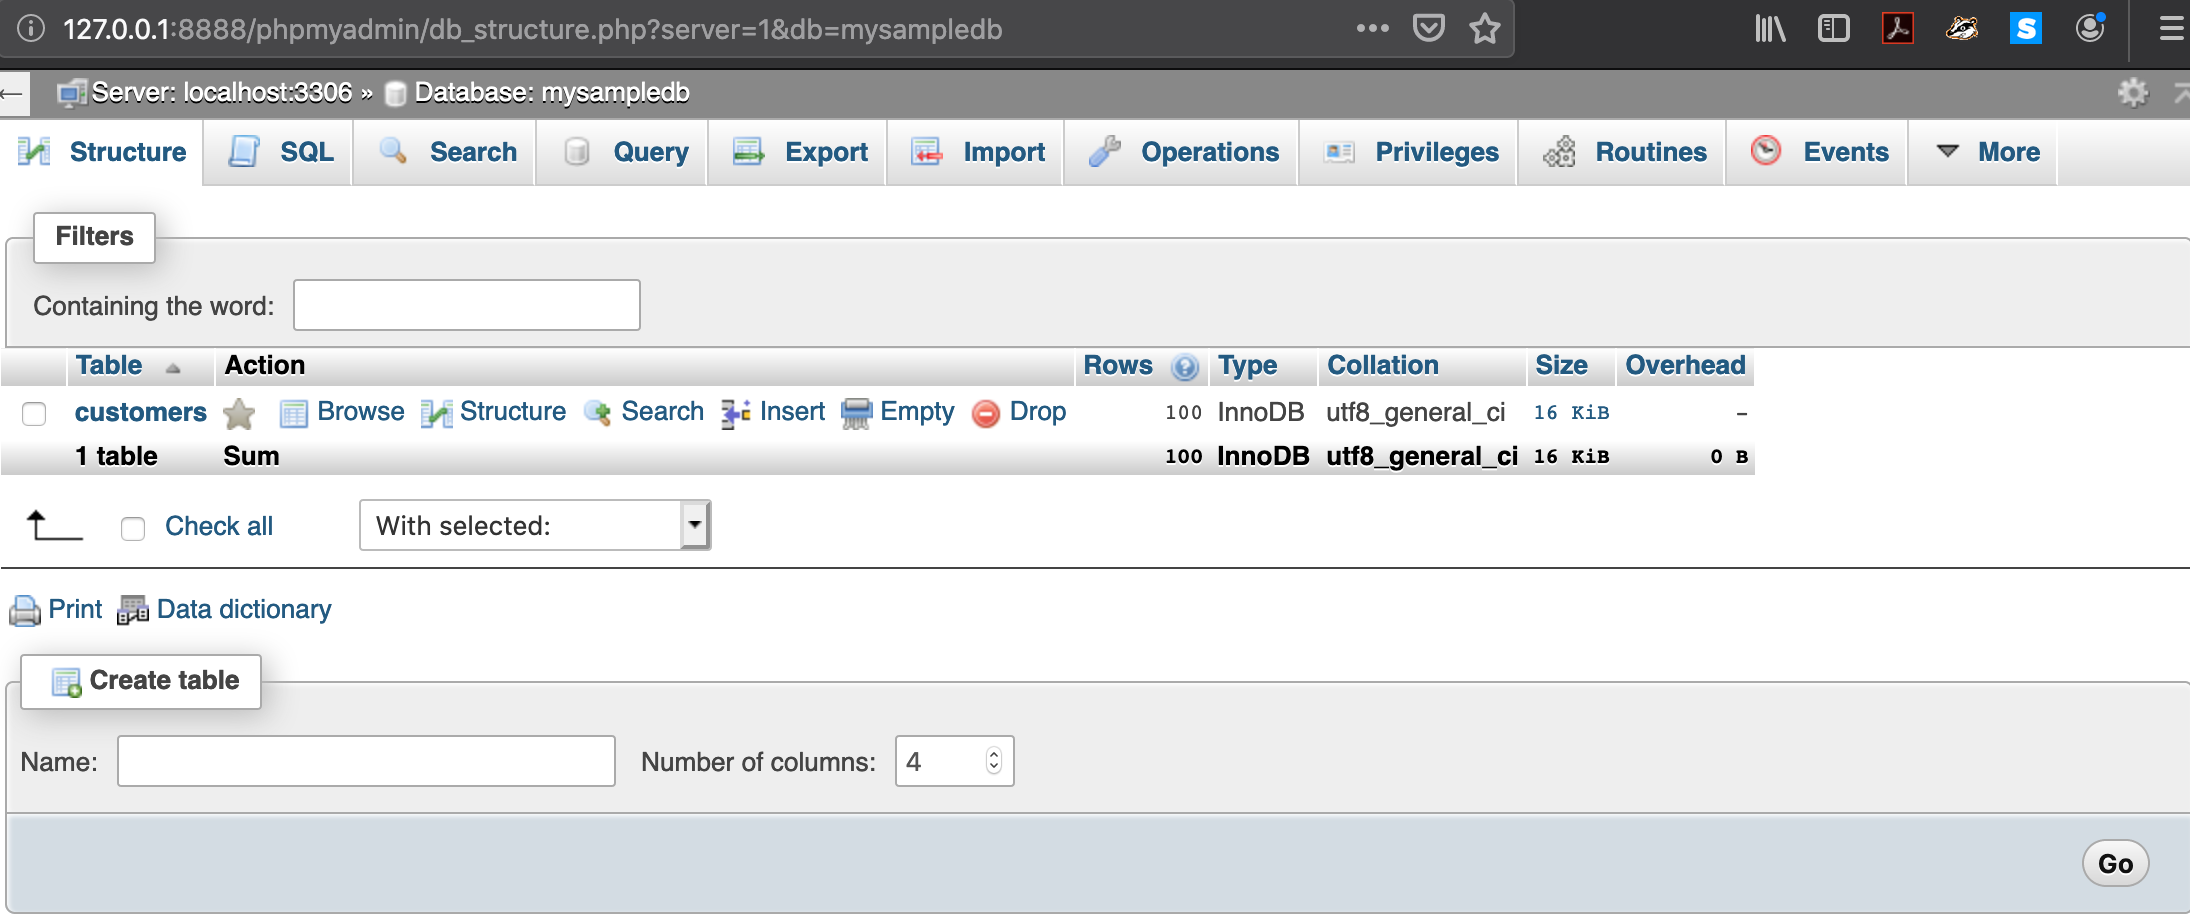 127.0.0.1:8888/phpmyadmin/db_structure.php?server=1&db=mysampledb
Server: localhost:3306 » Database: mysampledb
Structure SQL Search Query Export Import Operations Privileges Routines Events More
Filters
Containing the word:
Table Action Rows Type Collation Size Overhead
customers Browse Structure Search Insert Empty Drop 100 InnoDB utf8_general_ci 16 KiB –
1 table Sum 100 InnoDB utf8_general_ci 16 KiB 0 B
Check all With selected:
Print Data dictionary
Create table
Name: Number of columns: 4
Go